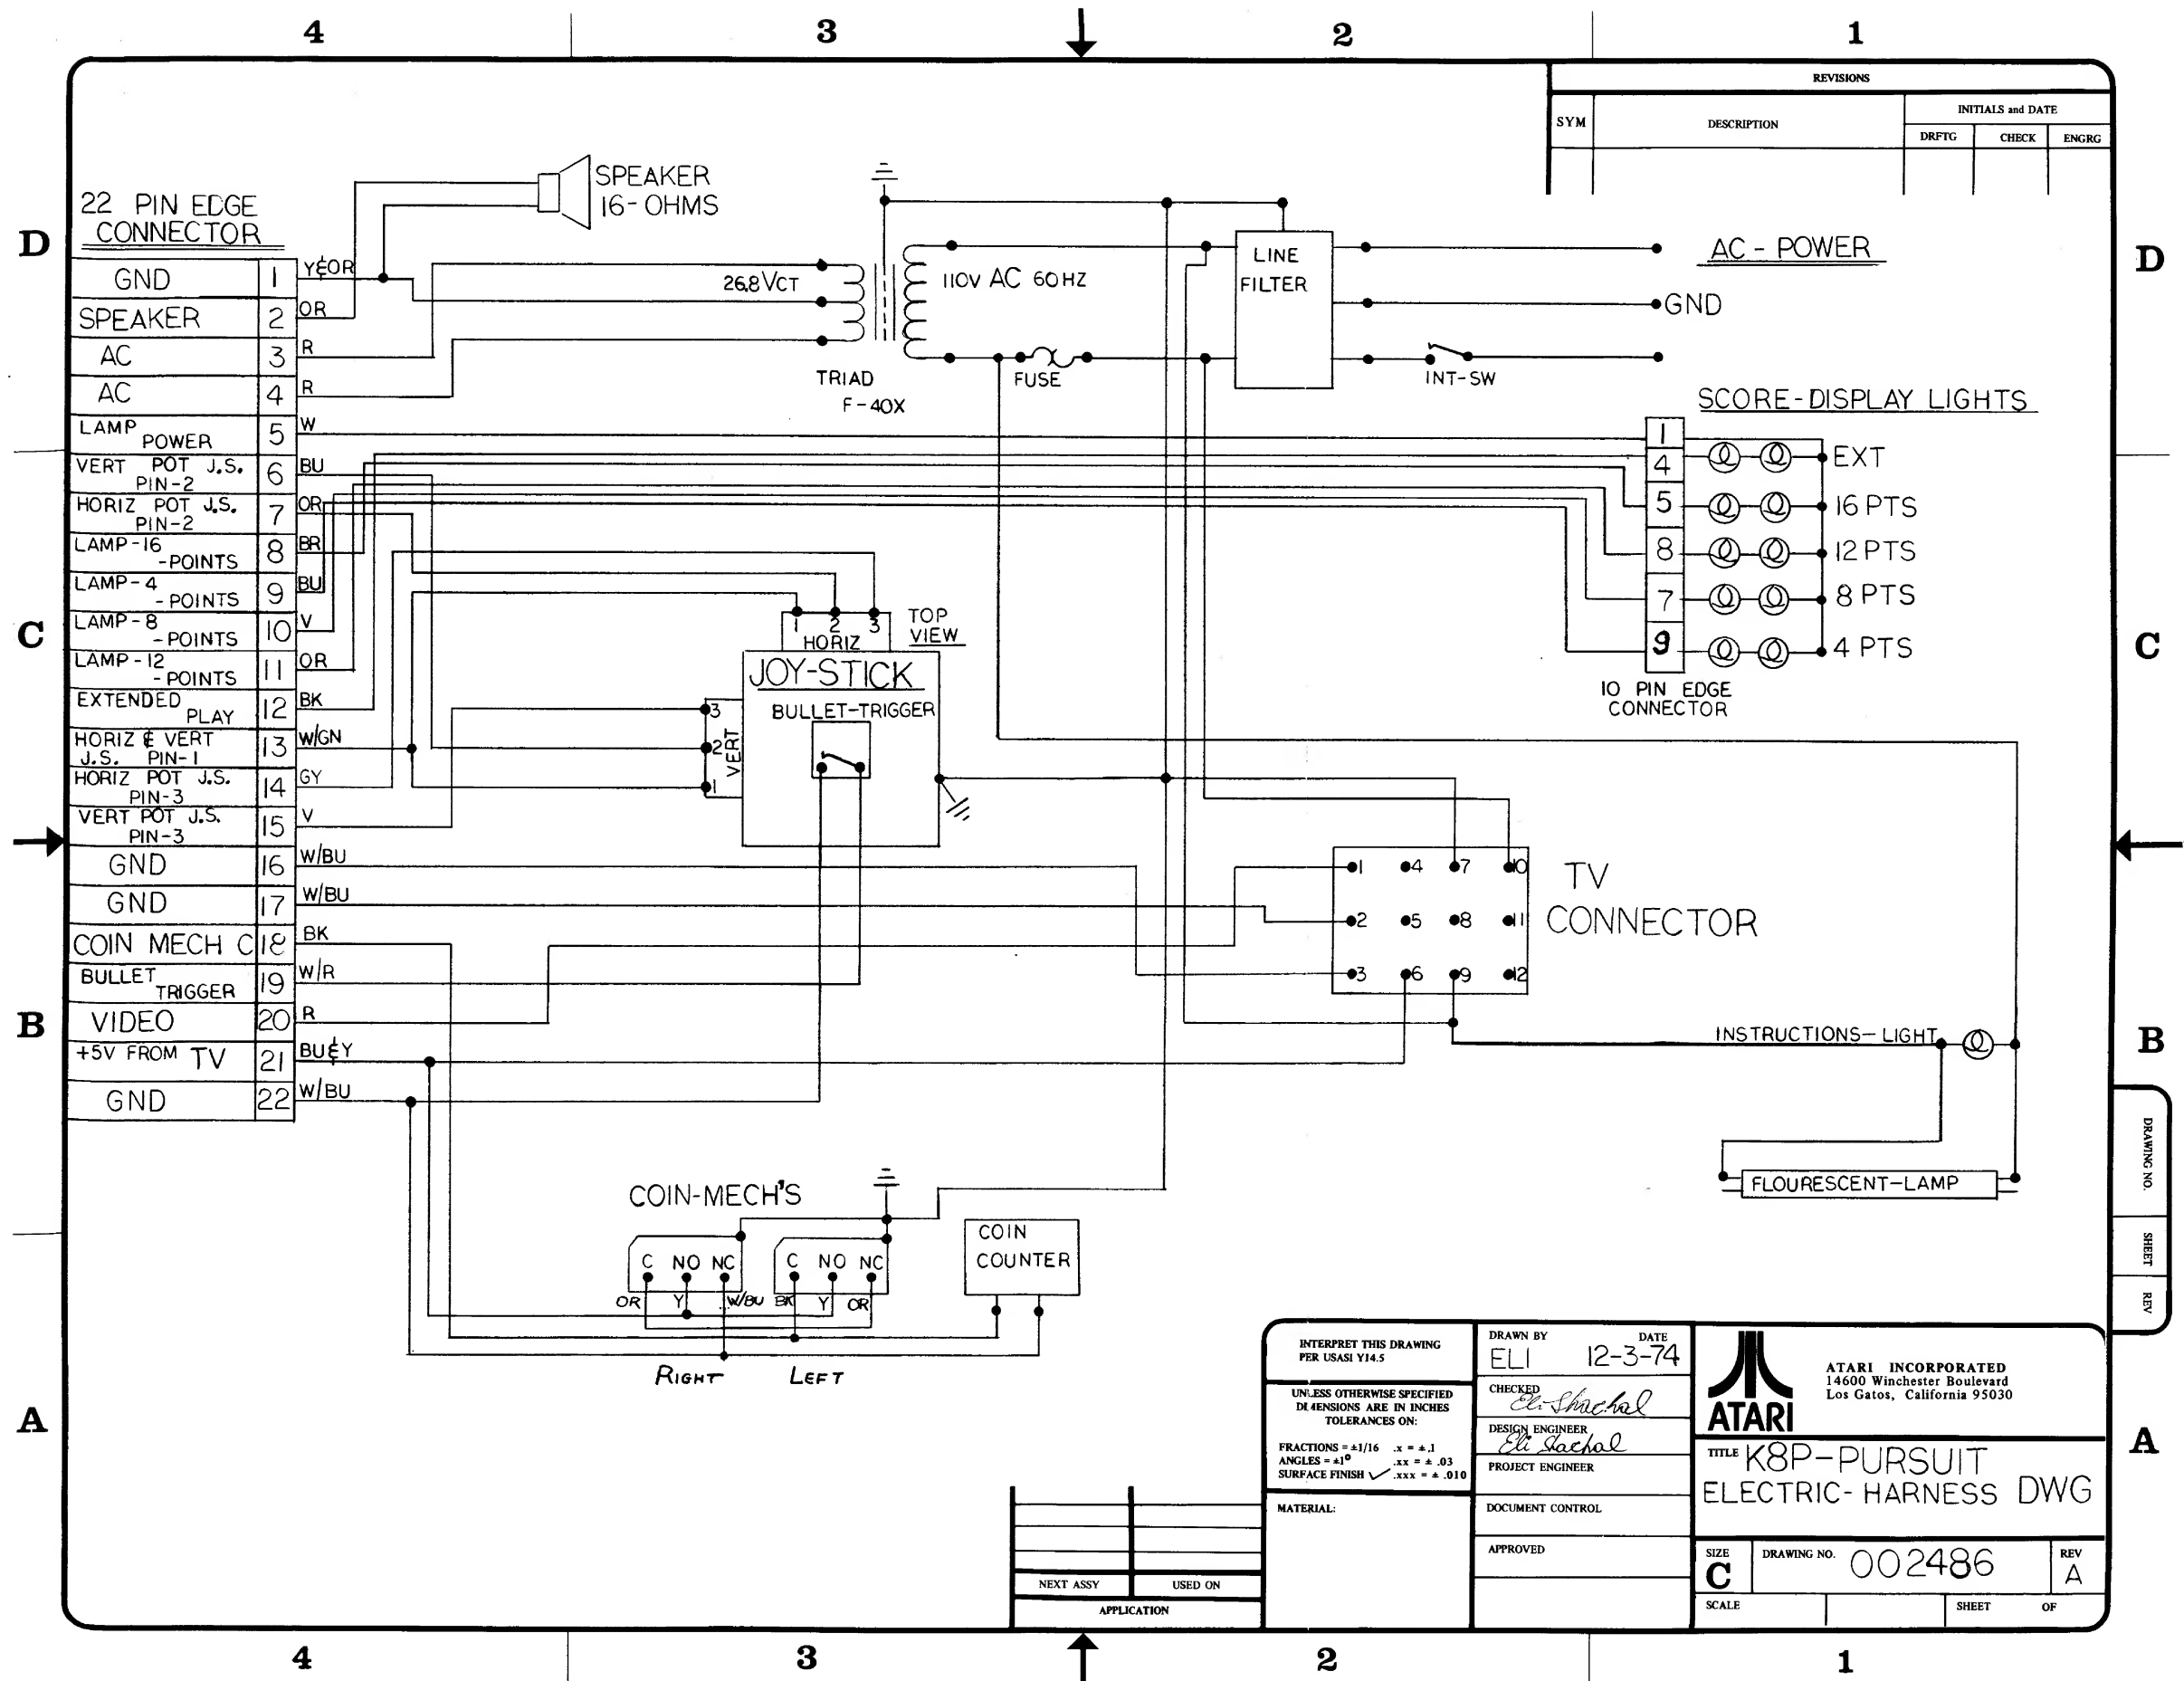 4 3 2 1
REVISIONS
SYM DESCRIPTION INITIALS and DATE
DRFTG CHECK ENGRG
D
D
22 PIN EDGE
CONNECTOR
SPEAKER
16-OHMS
GND 1 Y&OR
SPEAKER 2 OR
AC 3 R
AC 4 R
LAMP
POWER 5 W
VERT POT J.S.
PIN-2 6 BU
HORIZ POT J.S.
PIN-2 7 OR
LAMP-16
-POINTS 8 BR
LAMP-4
-POINTS 9 BU
LAMP-8
-POINTS 10 V
LAMP-12
-POINTS 11 OR
EXTENDED
PLAY 12 BK
HORIZ & VERT
J.S. PIN-1 13 W/GN
HORIZ POT J.S.
PIN-3 14 GY
VERT POT J.S.
PIN-3 15 V
GND 16 W/BU
GND 17 W/BU
COIN MECH C 18 BK
BULLET
TRIGGER 19 W/R
VIDEO 20 R
+5V FROM TV 21 BU&Y
GND 22 W/BU
26.8VCT
110V AC 60HZ
TRIAD
F-40X
FUSE
LINE
FILTER
AC-POWER
GND
INT-SW
SCORE-DISPLAY LIGHTS
1
4 EXT
5 16 PTS
8 12 PTS
7 8 PTS
9 4 PTS
10 PIN EDGE
CONNECTOR
C
C
1 2 3
HORIZ
TOP
VIEW
JOY-STICK
BULLET-TRIGGER
3
2
1
VERT
1 4 7 10
2 5 8 11
3 6 9 12
TV
CONNECTOR
B
B
INSTRUCTIONS-LIGHT
FLOURESCENT-LAMP
DRAWING NO.
SHEET
REV
COIN-MECH'S
C NO NC
C NO NC
OR Y W/BU BK Y OR
RIGHT LEFT
COIN
COUNTER
A
A
INTERPRET THIS DRAWING
PER USASI Y14.5
UNLESS OTHERWISE SPECIFIED
DIMENSIONS ARE IN INCHES
TOLERANCES ON:
FRACTIONS = ±1/16 .x = ±.1
ANGLES = ±1° .xx = ± .03
SURFACE FINISH √ .xxx = ± .010
MATERIAL:
DRAWN BY DATE
ELI 12-3-74
CHECKED
Eli Shachal
DESIGN ENGINEER
Eli Shachal
PROJECT ENGINEER
DOCUMENT CONTROL
APPROVED
ATARI
ATARI INCORPORATED
14600 Winchester Boulevard
Los Gatos, California 95030
TITLE K8P-PURSUIT
ELECTRIC-HARNESS DWG
SIZE
C
DRAWING NO. 002486
REV
A
SCALE SHEET OF
NEXT ASSY USED ON
APPLICATION
4 3 2 1